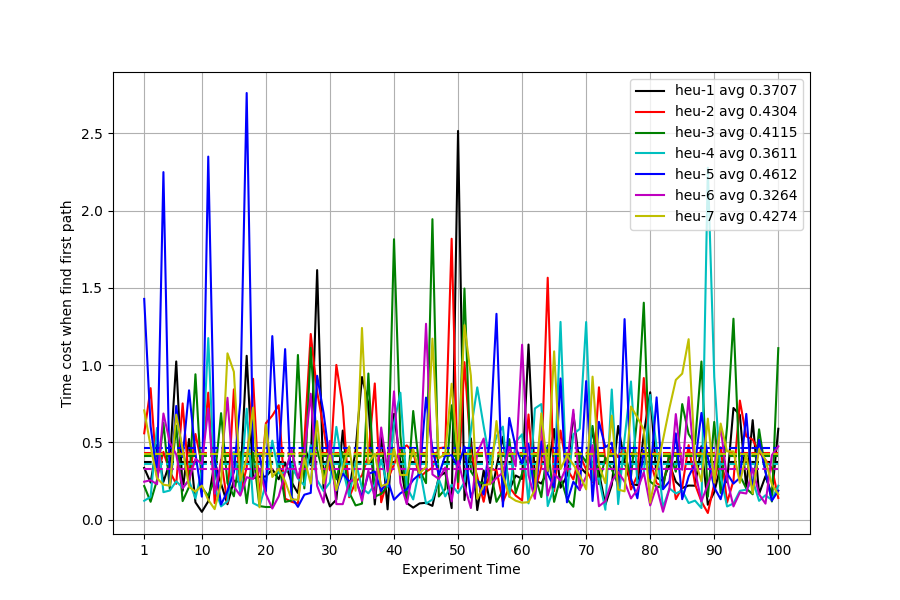 heu-1 avg 0.3707
heu-2 avg 0.4304
heu-3 avg 0.4115
heu-4 avg 0.3611
heu-5 avg 0.4612
heu-6 avg 0.3264
heu-7 avg 0.4274
Time cost when find first path
2.5
2.0
1.5
1.0
0.5
0.0
1 10 20 30 40 50 60 70 80 90 100
Experiment Time